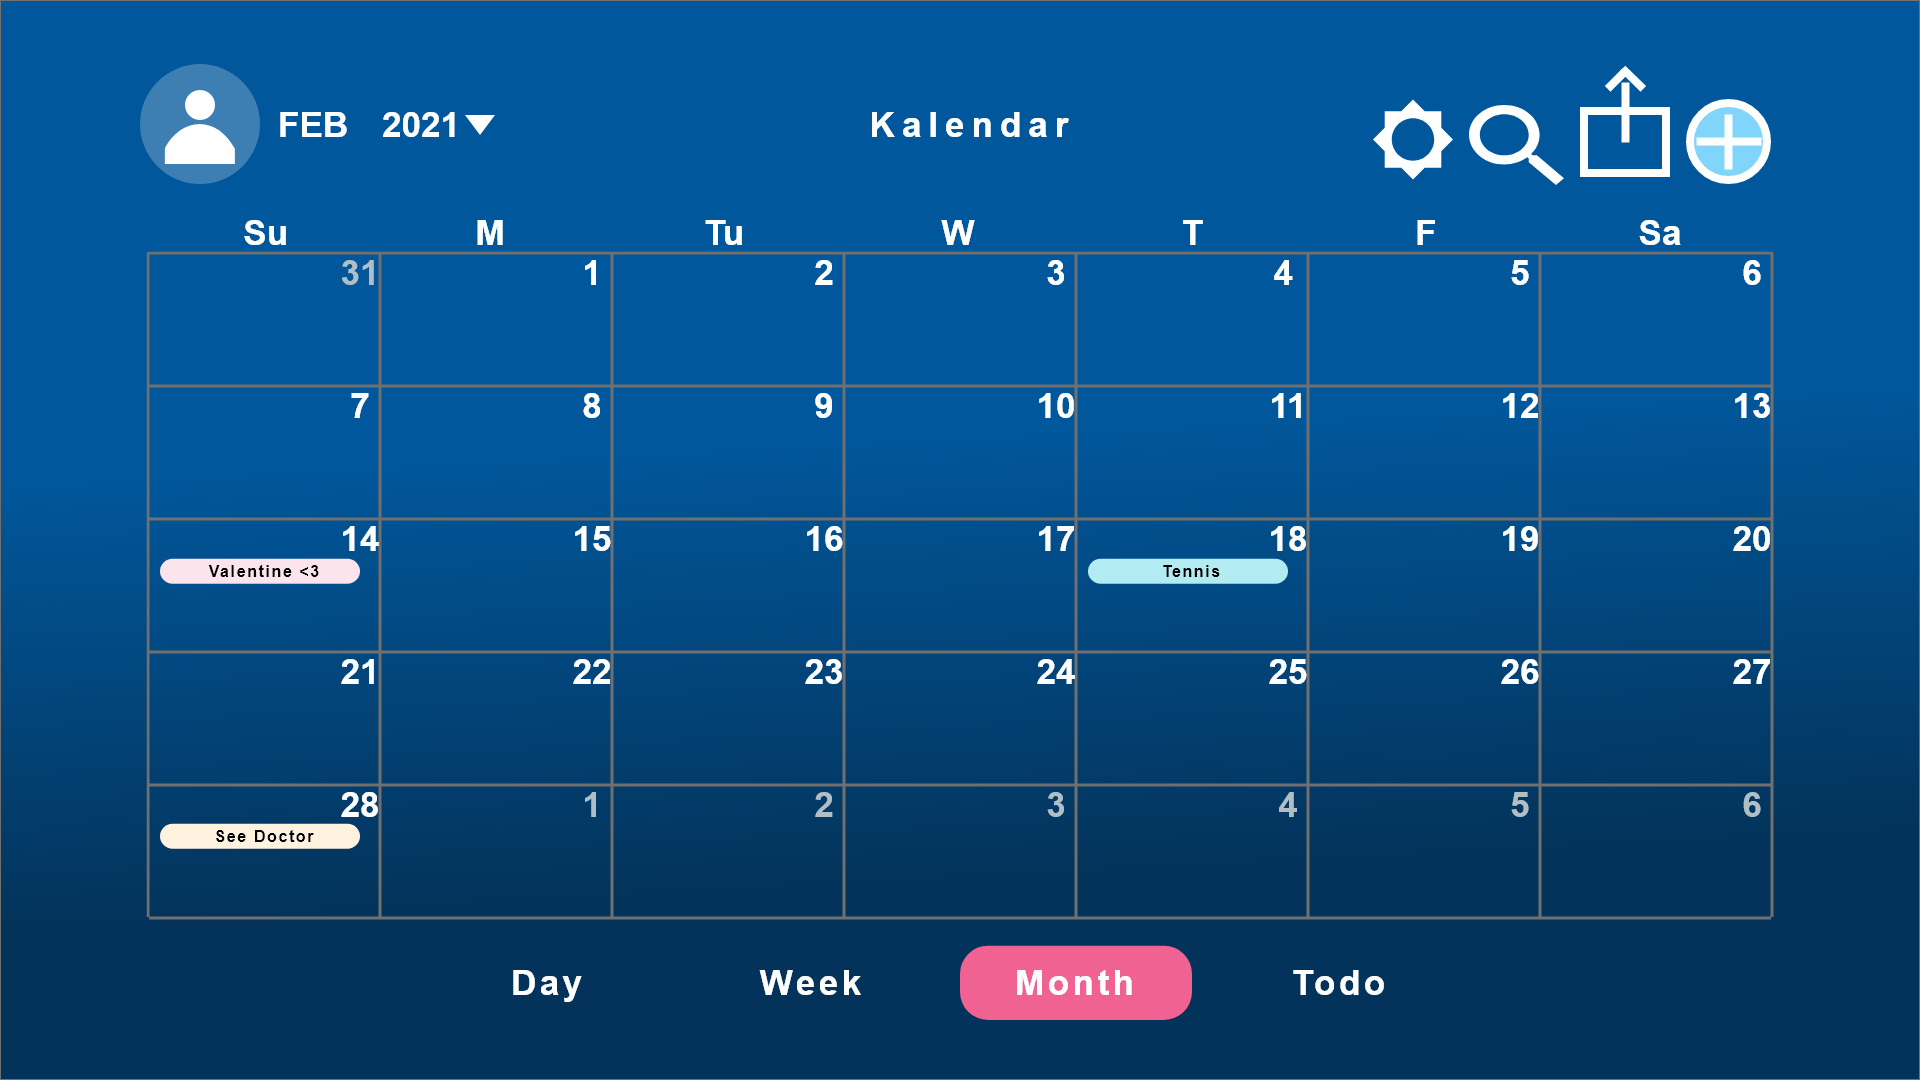 FEB 2021 Kalendar
Su M Tu W T F Sa
31 1 2 3 4 5 6
7 8 9 10 11 12 13
14 15 16 17 18 19 20
Valentine <3 Tennis
21 22 23 24 25 26 27
28 1 2 3 4 5 6
See Doctor
Day Week Month Todo